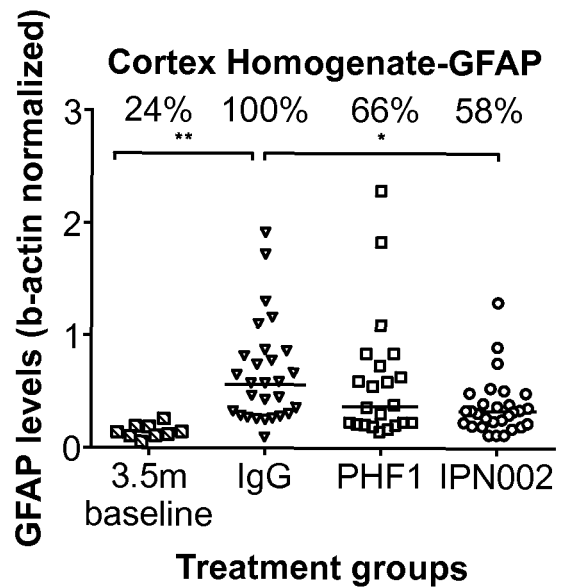 Cortex Homogenate-GFAP
24% 100% 66% 58%
** *
GFAP levels (b-actin normalized)
3
2
1
0
3.5m baseline IgG PHF1 IPN002
Treatment groups